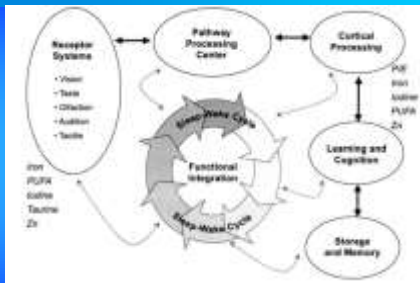 Receptor
Systems
• Vision
• Taste
• Olfaction
• Audition
• Tactile
Pathway
Processing
Center
Cortical
Processing
Iron
Iodine
PUFA
Zn
Sleep-Wake Cycle
Functional
Integration
Sleep-Wake Cycle
Learning and
Cognition
Iron
PUFA
Iodine
Taurine
Zn
Storage
and Memory